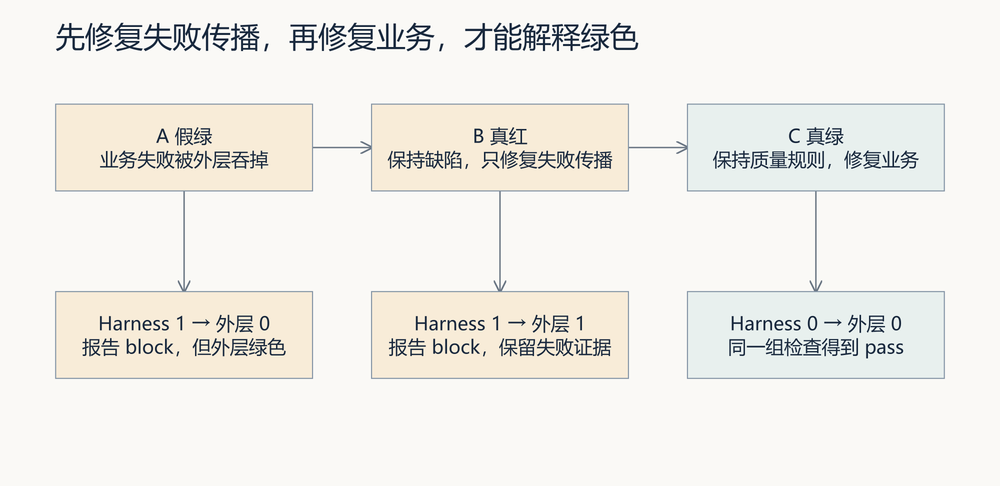 先修复失败传播，再修复业务，才能解释绿色
A 假绿
业务失败被外层吞掉
B 真红
保持缺陷，只修复失败传播
C 真绿
保持质量规则，修复业务
Harness 1 → 外层 0
报告 block，但外层绿色
Harness 1 → 外层 1
报告 block，保留失败证据
Harness 0 → 外层 0
同一组检查得到 pass